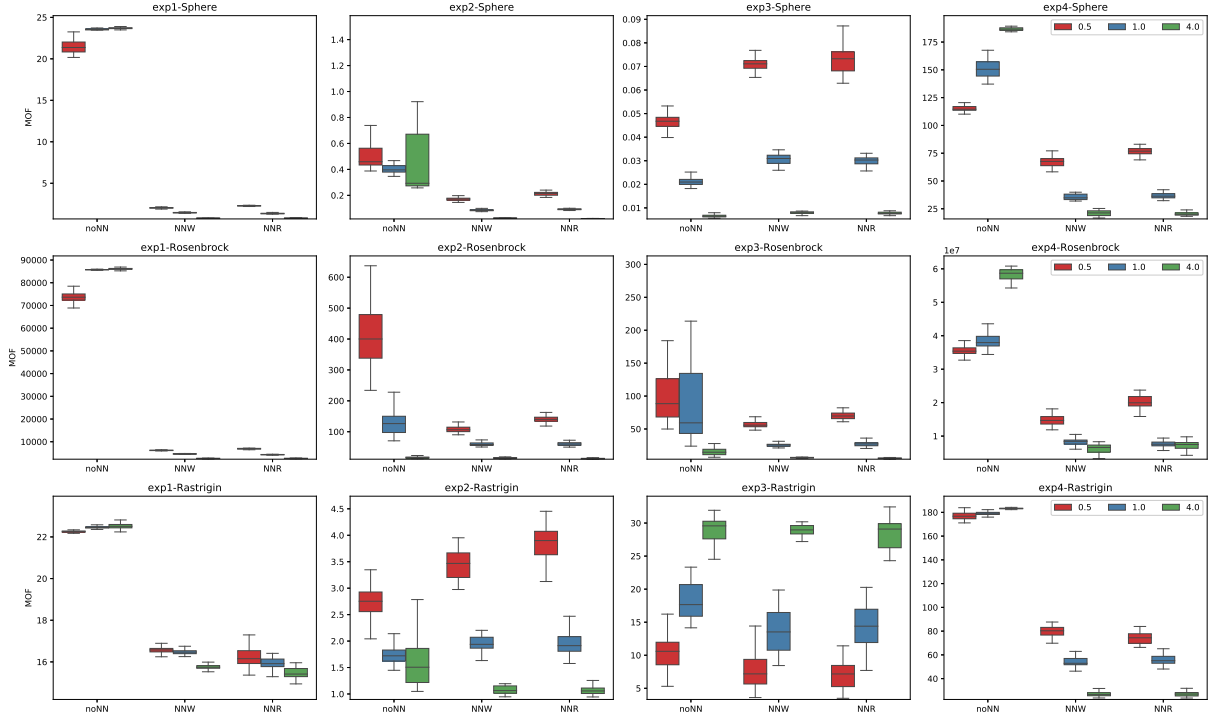 exp1-Sphere
25
20
15
10
5
MOF
noNN NNW NNR
exp2-Sphere
1.4
1.2
1.0
0.8
0.6
0.4
0.2
noNN NNW NNR
exp3-Sphere
0.09
0.08
0.07
0.06
0.05
0.04
0.03
0.02
0.01
noNN NNW NNR
exp4-Sphere
0.5 1.0 4.0
175
150
125
100
75
50
25
noNN NNW NNR
exp1-Rosenbrock
90000
80000
70000
60000
50000
40000
30000
20000
10000
MOF
noNN NNW NNR
exp2-Rosenbrock
600
500
400
300
200
100
noNN NNW NNR
exp3-Rosenbrock
300
250
200
150
100
50
noNN NNW NNR
exp4-Rosenbrock
1e7
0.5 1.0 4.0
6
5
4
3
2
1
noNN NNW NNR
exp1-Rastrigin
22
20
18
16
MOF
noNN NNW NNR
exp2-Rastrigin
4.5
4.0
3.5
3.0
2.5
2.0
1.5
1.0
noNN NNW NNR
exp3-Rastrigin
30
25
20
15
10
5
noNN NNW NNR
exp4-Rastrigin
0.5 1.0 4.0
180
160
140
120
100
80
60
40
noNN NNW NNR